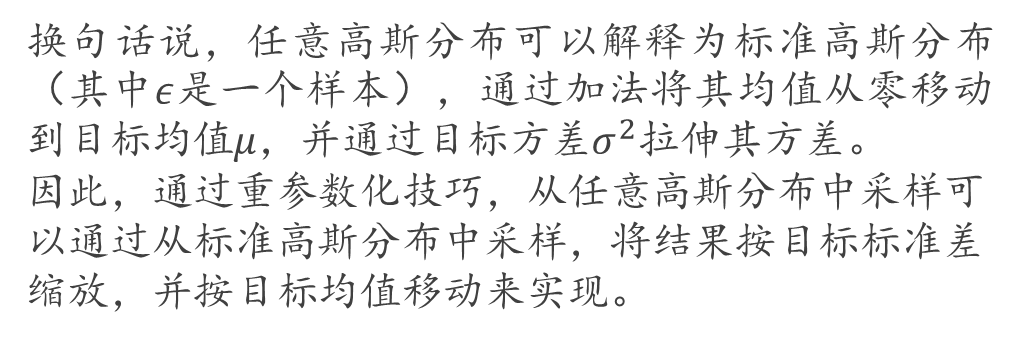 换句话说，任意高斯分布可以解释为标准高斯分布
（其中ϵ是一个样本），通过加法将其均值从零移动
到目标均值μ，并通过目标方差σ²拉伸其方差。
因此，通过重参数化技巧，从任意高斯分布中采样可
以通过从标准高斯分布中采样，将结果按目标标准差
缩放，并按目标均值移动来实现。